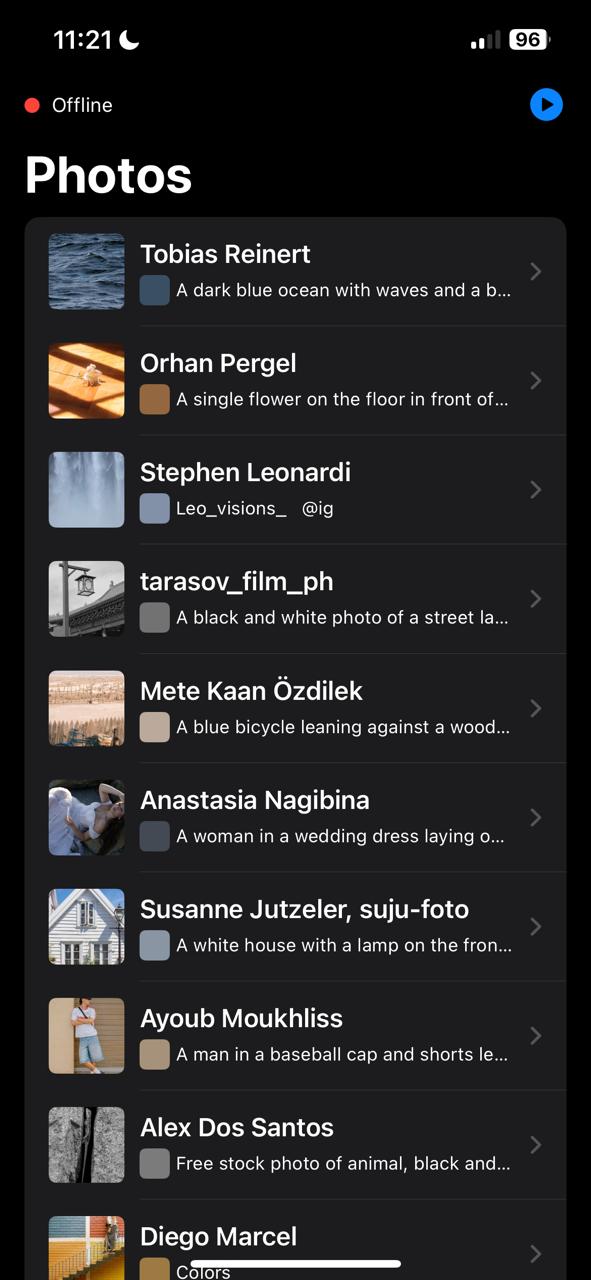 11:21
96
Offline
Photos
Tobias Reinert
A dark blue ocean with waves and a b...
Orhan Pergel
A single flower on the floor in front of...
Stephen Leonardi
Leo_visions_ @ig
tarasov_film_ph
A black and white photo of a street la...
Mete Kaan Özdilek
A blue bicycle leaning against a wood...
Anastasia Nagibina
A woman in a wedding dress laying o...
Susanne Jutzeler, suju-foto
A white house with a lamp on the fron...
Ayoub Moukhliss
A man in a baseball cap and shorts le...
Alex Dos Santos
Free stock photo of animal, black and...
Diego Marcel
Colors